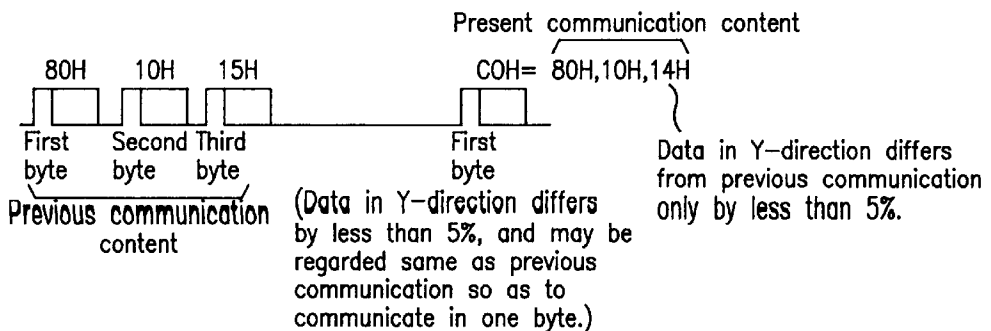 Present communication content
80H 10H 15H COH= 80H,10H,14H
First byte
Second byte
Third byte
First byte
Previous communication content
(Data in Y-direction differs
by less than 5%, and may be
regarded same as previous
communication so as to
communicate in one byte.)
Data in Y-direction differs
from previous communication
only by less than 5%.